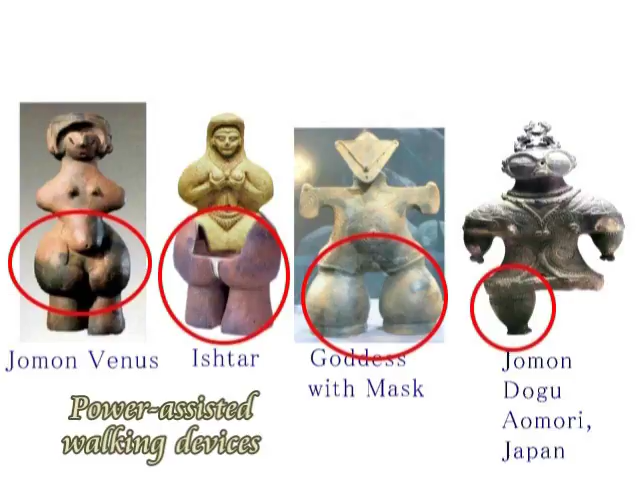 Jomon Venus
Ishtar
Goddess
with Mask
Jomon
Dogu
Aomori,
Japan
Power-assisted
walking devices